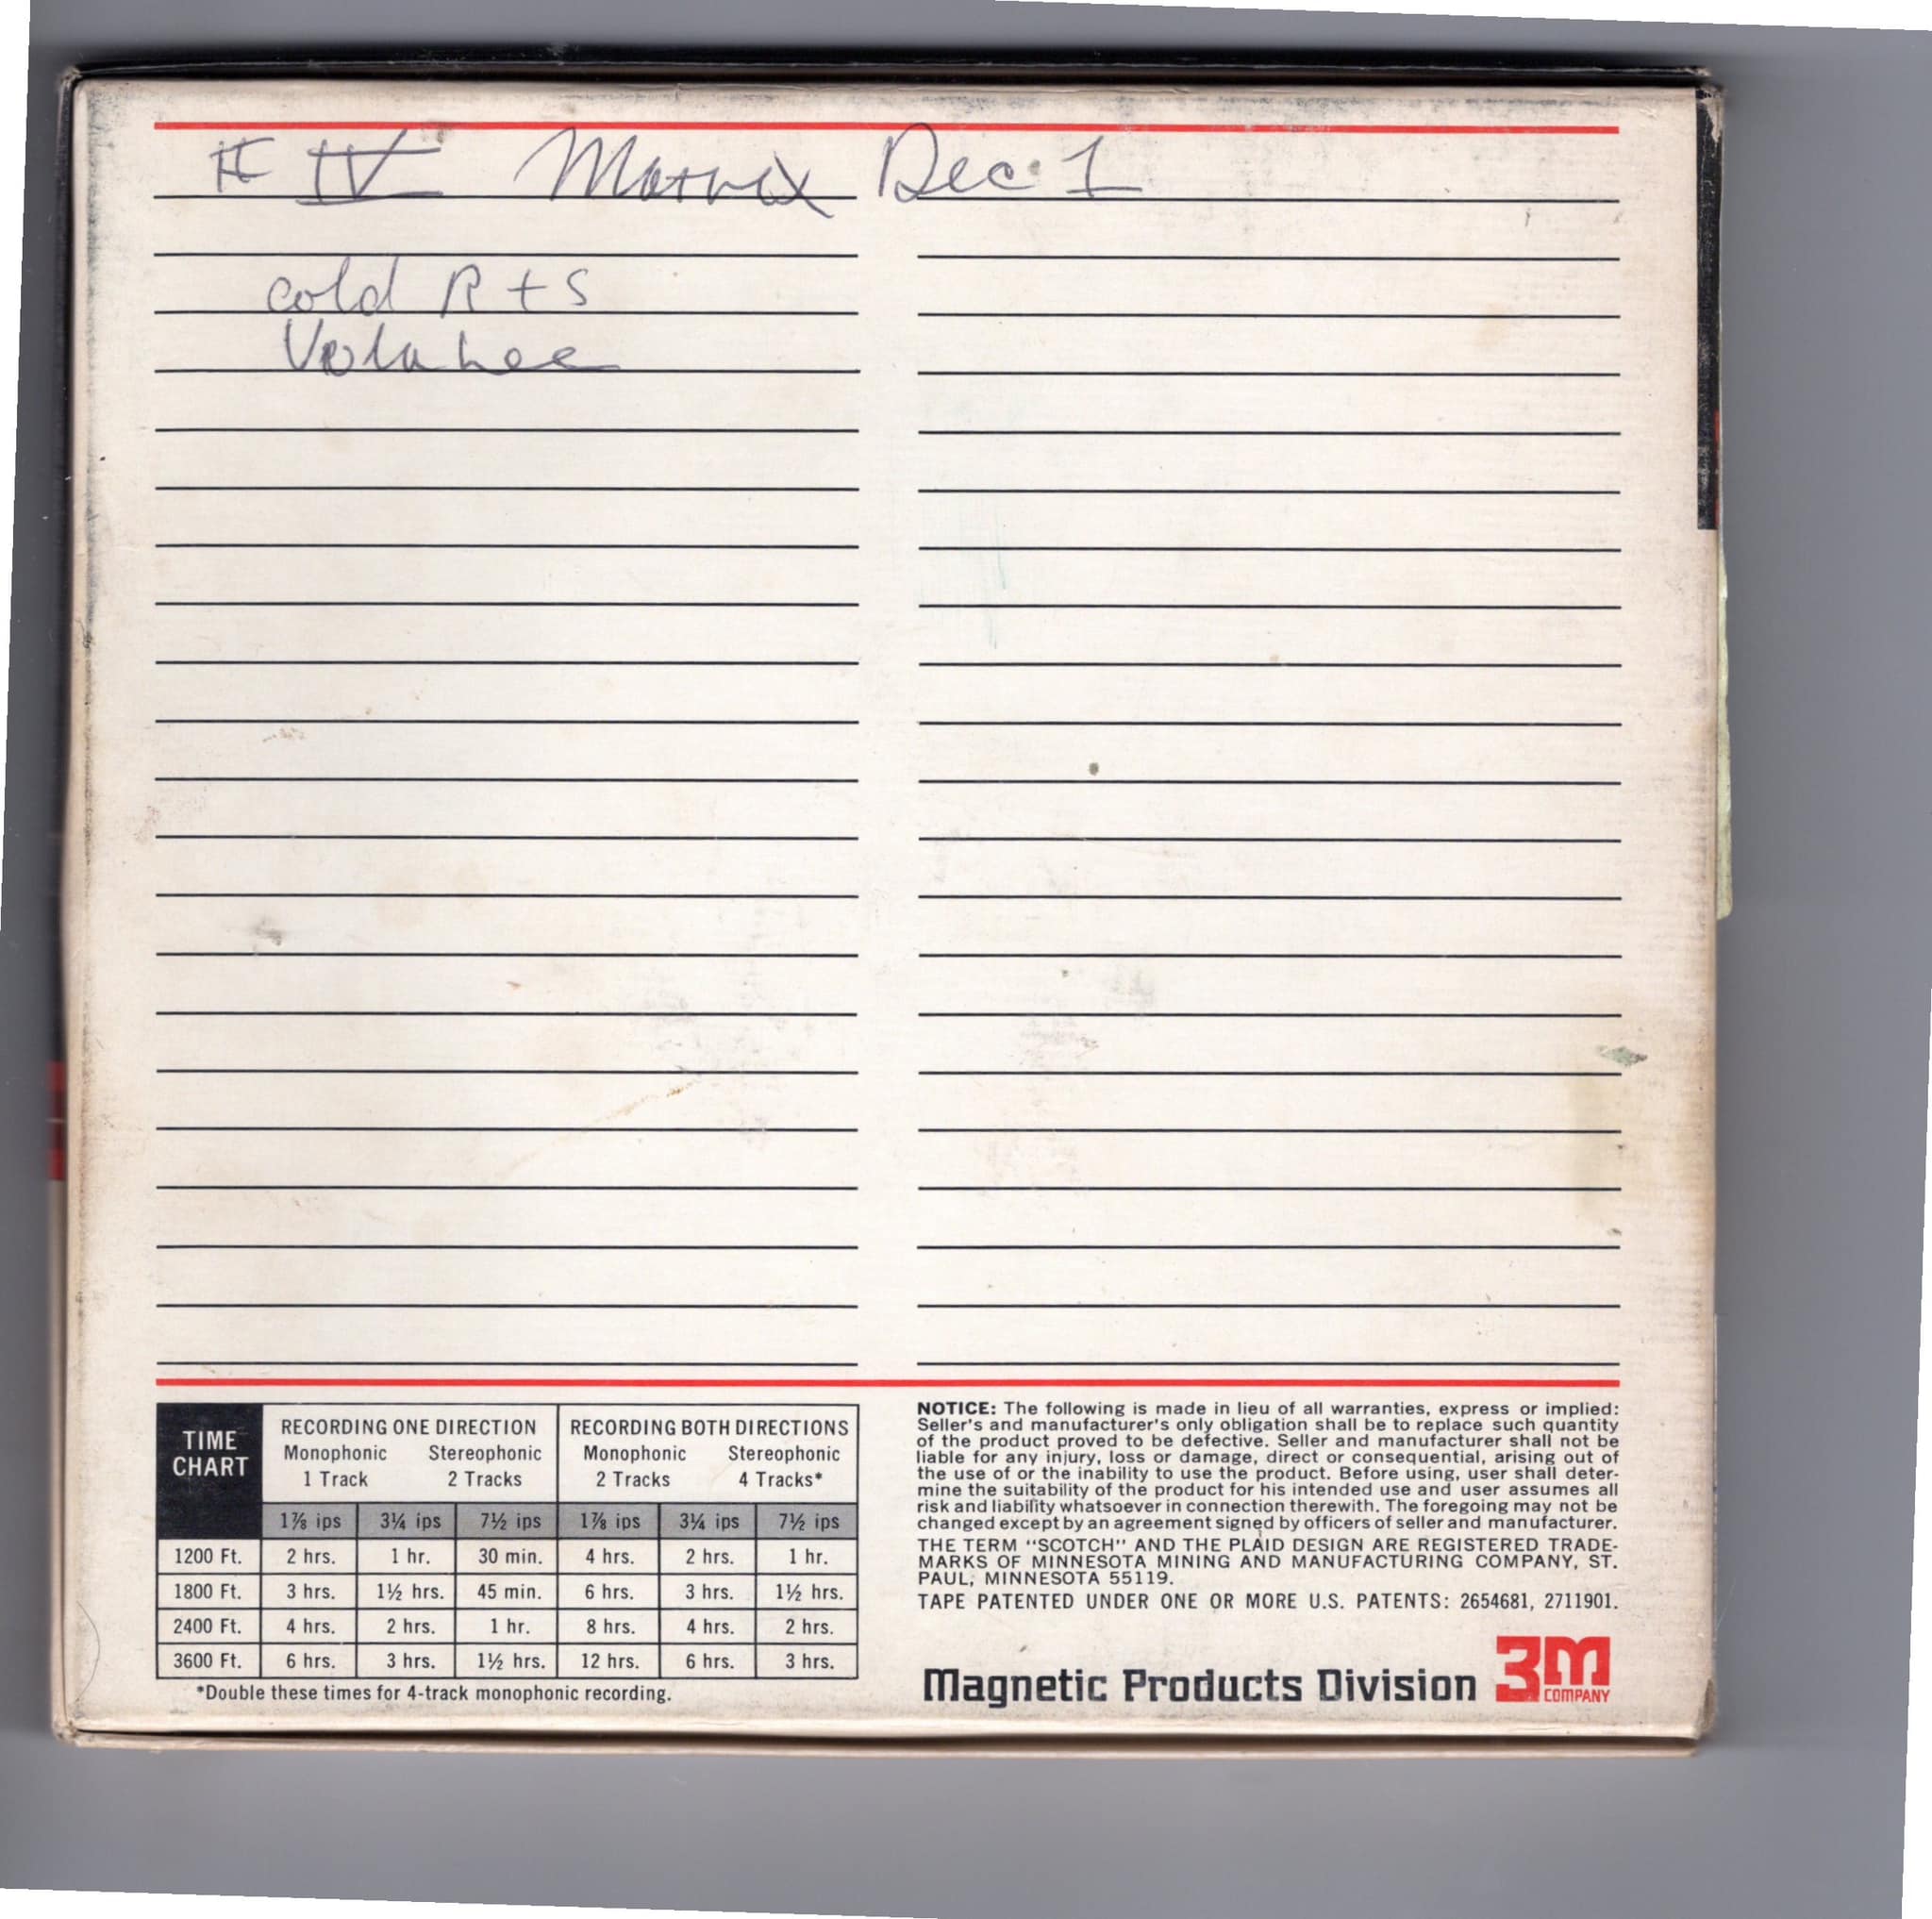 # IV Matrix Dec 1
cold R + S
TIME CHART
RECORDING ONE DIRECTION RECORDING BOTH DIRECTIONS
Monophonic Stereophonic Monophonic Stereophonic
1 Track 2 Tracks 2 Tracks 4 Tracks*
1⅞ ips 3¾ ips 7½ ips 1⅞ ips 3¾ ips 7½ ips
1200 Ft. 2 hrs. 1 hr. 30 min. 4 hrs. 2 hrs. 1 hr.
1800 Ft. 3 hrs. 1½ hrs. 45 min. 6 hrs. 3 hrs. 1½ hrs.
2400 Ft. 4 hrs. 2 hrs. 1 hr. 8 hrs. 4 hrs. 2 hrs.
3600 Ft. 6 hrs. 3 hrs. 1½ hrs. 12 hrs. 6 hrs. 3 hrs.
*Double these times for 4-track monophonic recording.
NOTICE: The following is made in lieu of all warranties, express or implied:
Seller's and manufacturer's only obligation shall be to replace such quantity
of the product proved to be defective. Seller and manufacturer shall not be
liable for any injury, loss or damage, direct or consequential, arising out of
the use of or the inability to use the product. Before using, user shall deter-
mine the suitability of the product for his intended use and user assumes all
risk and liability whatsoever in connection therewith. The foregoing may not be
changed except by an agreement signed by officers of seller and manufacturer.
THE TERM "SCOTCH" AND THE PLAID DESIGN ARE REGISTERED TRADE-
MARKS OF MINNESOTA MINING AND MANUFACTURING COMPANY, ST.
PAUL, MINNESOTA 55119.
TAPE PATENTED UNDER ONE OR MORE U.S. PATENTS: 2654681, 2711901.
Magnetic Products Division 3M COMPANY